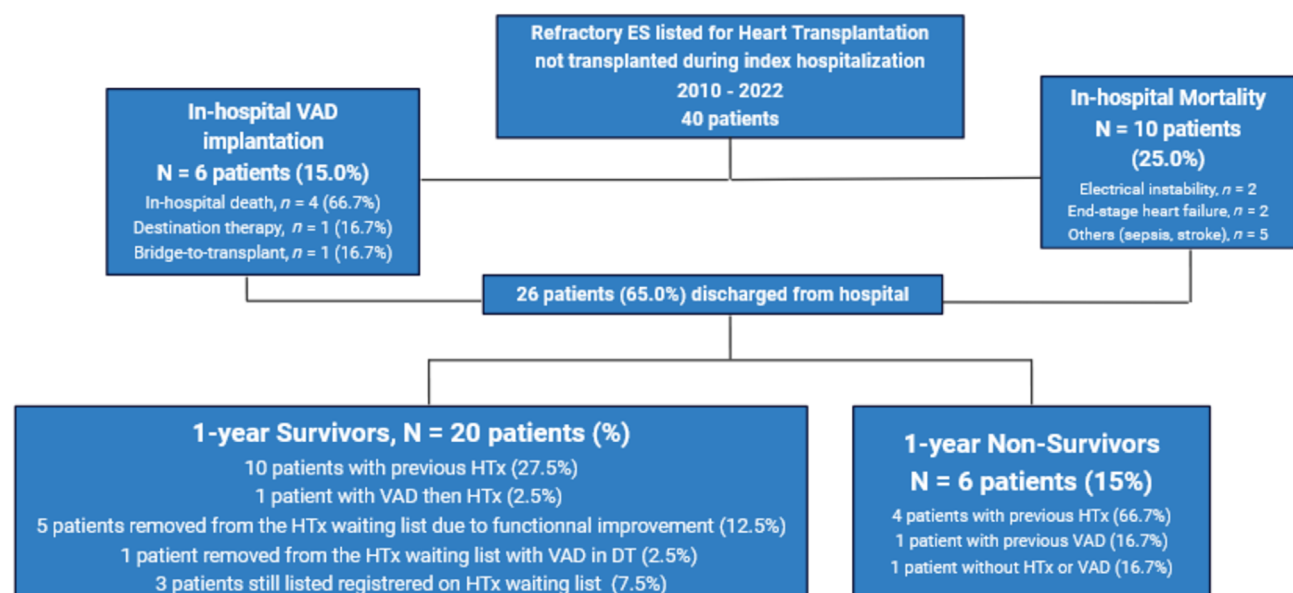 Refractory ES listed for Heart Transplantation
not transplanted during index hospitalization
2010 - 2022
40 patients
In-hospital VAD
implantation
N = 6 patients (15.0%)
In-hospital death, n = 4 (66.7%)
Destination therapy, n = 1 (16.7%)
Bridge-to-transplant, n = 1 (16.7%)
In-hospital Mortality
N = 10 patients
(25.0%)
Electrical instability, n = 2
End-stage heart failure, n = 2
Others (sepsis, stroke), n = 5
26 patients (65.0%) discharged from hospital
1-year Survivors, N = 20 patients (%)
10 patients with previous HTx (27.5%)
1 patient with VAD then HTx (2.5%)
5 patients removed from the HTx waiting list due to functionnal improvement (12.5%)
1 patient removed from the HTx waiting list with VAD in DT (2.5%)
3 patients still listed registrered on HTx waiting list (7.5%)
1-year Non-Survivors
N = 6 patients (15%)
4 patients with previous HTx (66.7%)
1 patient with previous VAD (16.7%)
1 patient without HTx or VAD (16.7%)